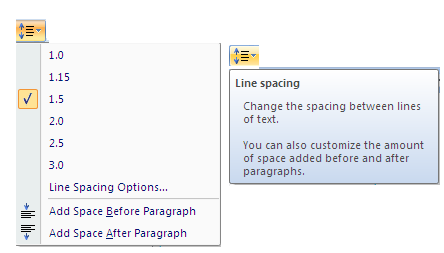 1.0
1.15
1.5
2.0
2.5
3.0
Line Spacing Options...
Add Space Before Paragraph
Add Space After Paragraph
Line spacing
Change the spacing between lines
of text.
You can also customize the amount
of space added before and after
paragraphs.